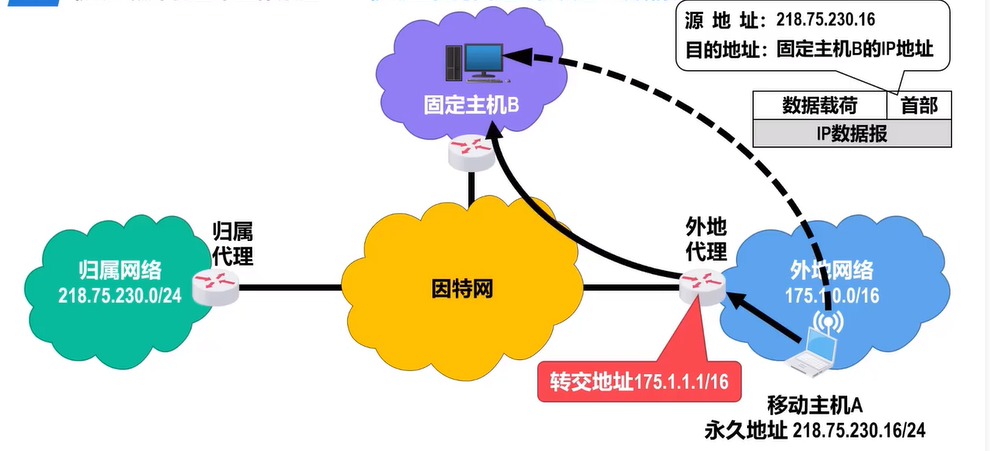 源 地 址：218.75.230.16
目的地址：固定主机B的IP地址
数据载荷
首部
IP数据报
固定主机B
归属
代理
归属网络
218.75.230.0/24
因特网
外地
代理
外地网络
175.1.0.0/16
转交地址175.1.1.1/16
移动主机A
永久地址 218.75.230.16/24